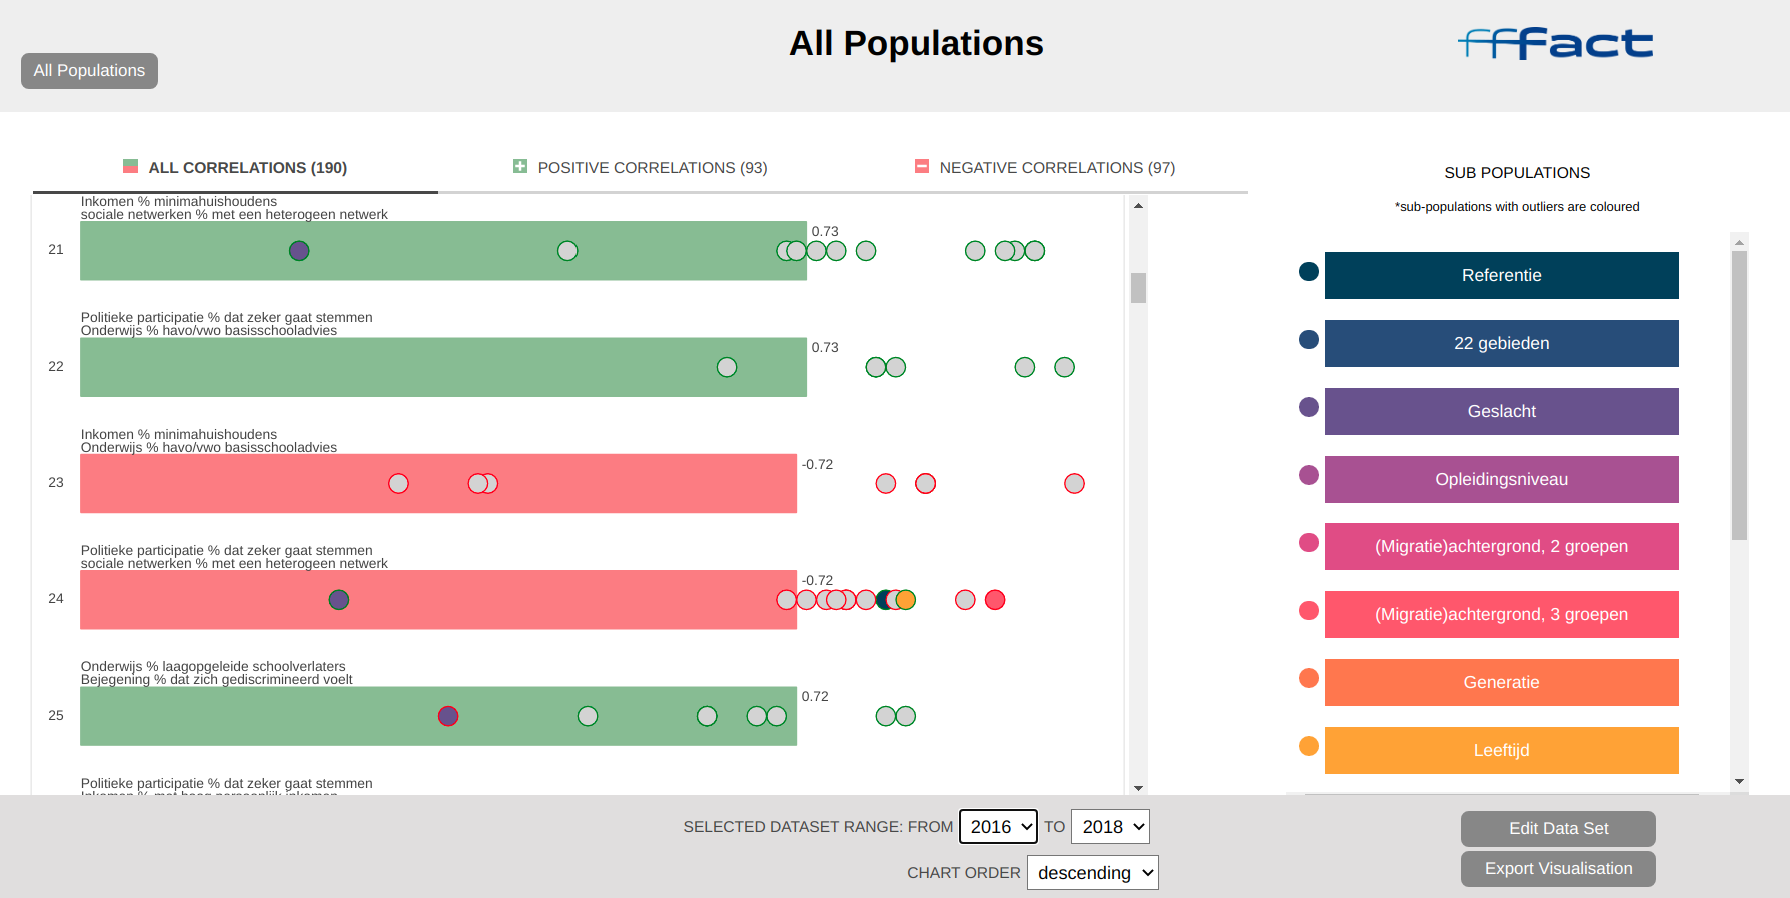 All Populations
All Populations
fffact
ALL CORRELATIONS (190)
POSITIVE CORRELATIONS (93)
NEGATIVE CORRELATIONS (97)
Inkomen % minimahuishoudens
sociale netwerken % met een heterogeen netwerk
21
0.73
Politieke participatie % dat zeker gaat stemmen
Onderwijs % havo/vwo basisschooladvies
22
0.73
Inkomen % minimahuishoudens
Onderwijs % havo/vwo basisschooladvies
23
-0.72
Politieke participatie % dat zeker gaat stemmen
sociale netwerken % met een heterogeen netwerk
24
-0.72
Onderwijs % laagopgeleide schoolverlaters
Bejegening % dat zich gediscrimineerd voelt
25
0.72
Politieke participatie % dat zeker gaat stemmen
Inkomen % met hoog persoonlijk inkomen
SUB POPULATIONS
*sub-populations with outliers are coloured
Referentie
22 gebieden
Geslacht
Opleidingsniveau
(Migratie)achtergrond, 2 groepen
(Migratie)achtergrond, 3 groepen
Generatie
Leeftijd
SELECTED DATASET RANGE: FROM 2016 TO 2018
CHART ORDER descending
Edit Data Set
Export Visualisation